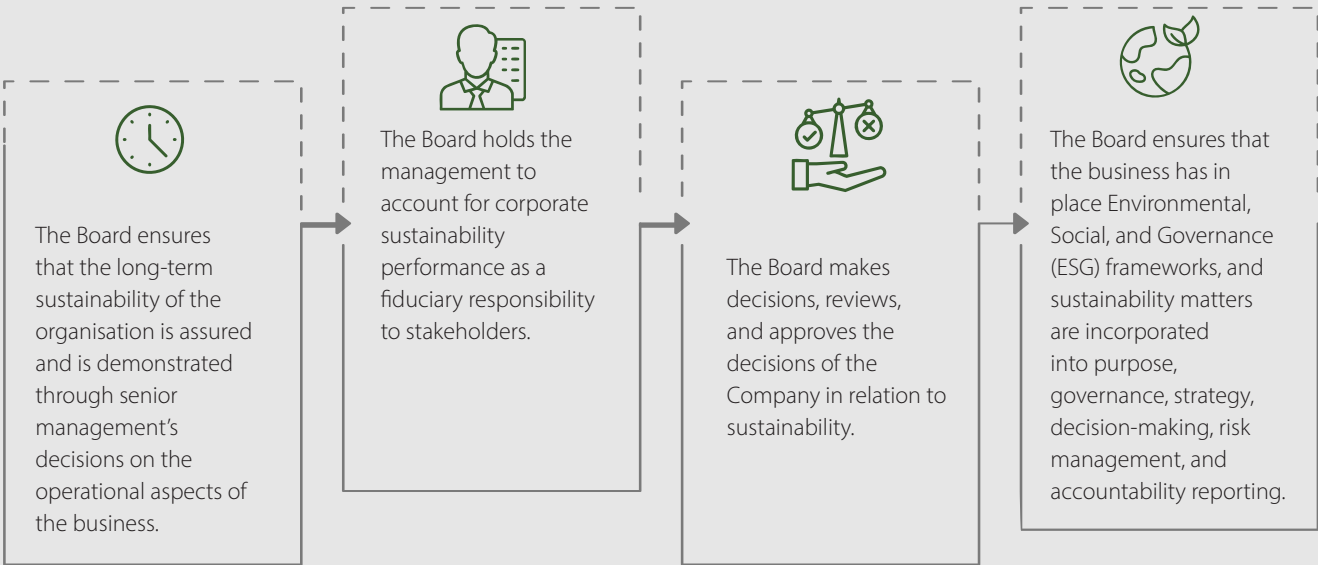 The Board ensures
that the long-term
sustainability of the
organisation is assured
and is demonstrated
through senior
management’s
decisions on the
operational aspects of
the business.
The Board holds the
management to
account for corporate
sustainability
performance as a
fiduciary responsibility
to stakeholders.
The Board makes
decisions, reviews,
and approves the
decisions of the
Company in relation to
sustainability.
The Board ensures that
the business has in
place Environmental,
Social, and Governance
(ESG) frameworks, and
sustainability matters
are incorporated
into purpose,
governance, strategy,
decision-making, risk
management, and
accountability reporting.